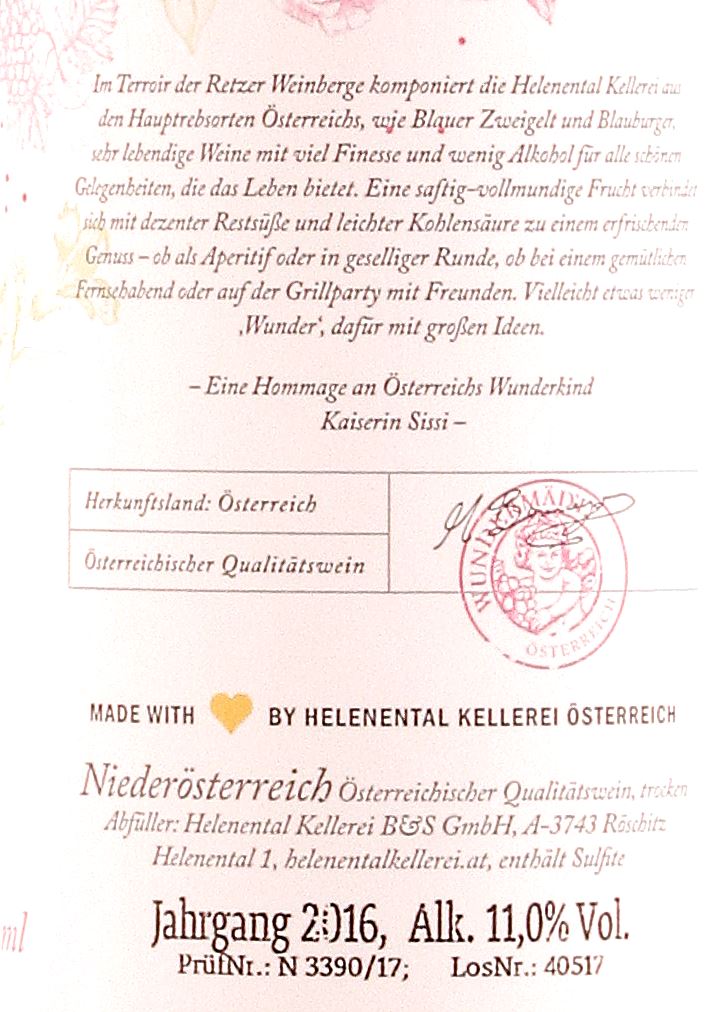 Im Terroir der Retzer Weinberge komponiert die Helenental Kellerei aus
den Hauptrebsorten Österreichs, wie Blauer Zweigelt und Blauburger,
sehr lebendige Weine mit viel Finesse und wenig Alkohol für alle schönen
Gelegenheiten, die das Leben bietet. Eine saftig-vollmundige Frucht verbindet
sich mit dezenter Restsüße und leichter Kohlensäure zu einem erfrischenden
Genuss – ob als Aperitif oder in geselliger Runde, ob bei einem gemütlichen
Fernsehabend oder auf der Grillparty mit Freunden. Vielleicht etwas weniger
‚Wunder‘, dafür mit großen Ideen.
– Eine Hommage an Österreichs Wunderkind
Kaiserin Sissi –
Herkunftsland: Österreich
Österreichischer Qualitätswein
WUNDERMÄDL
ÖSTERREICH
MADE WITH BY HELENENTAL KELLEREI ÖSTERREICH
Niederösterreich Österreichischer Qualitätswein, trocken
Abfüller: Helenental Kellerei B&S GmbH, A-3743 Röschitz
Helenental 1, helenentalkellerei.at, enthält Sulfite
ml
Jahrgang 2016, Alk. 11,0% Vol.
PrüfNr.: N 3390/17; LosNr.: 40517